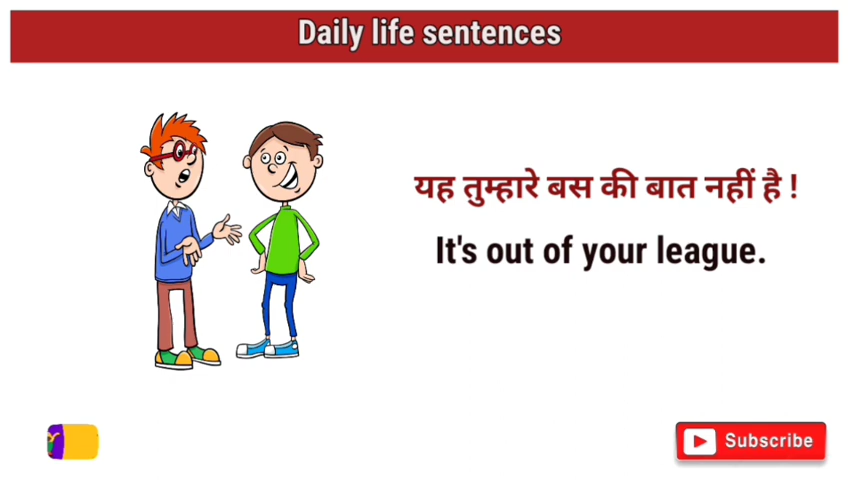 Daily life sentences
यह तुम्हारे बस की बात नहीं है !
It's out of your league.
Subscribe